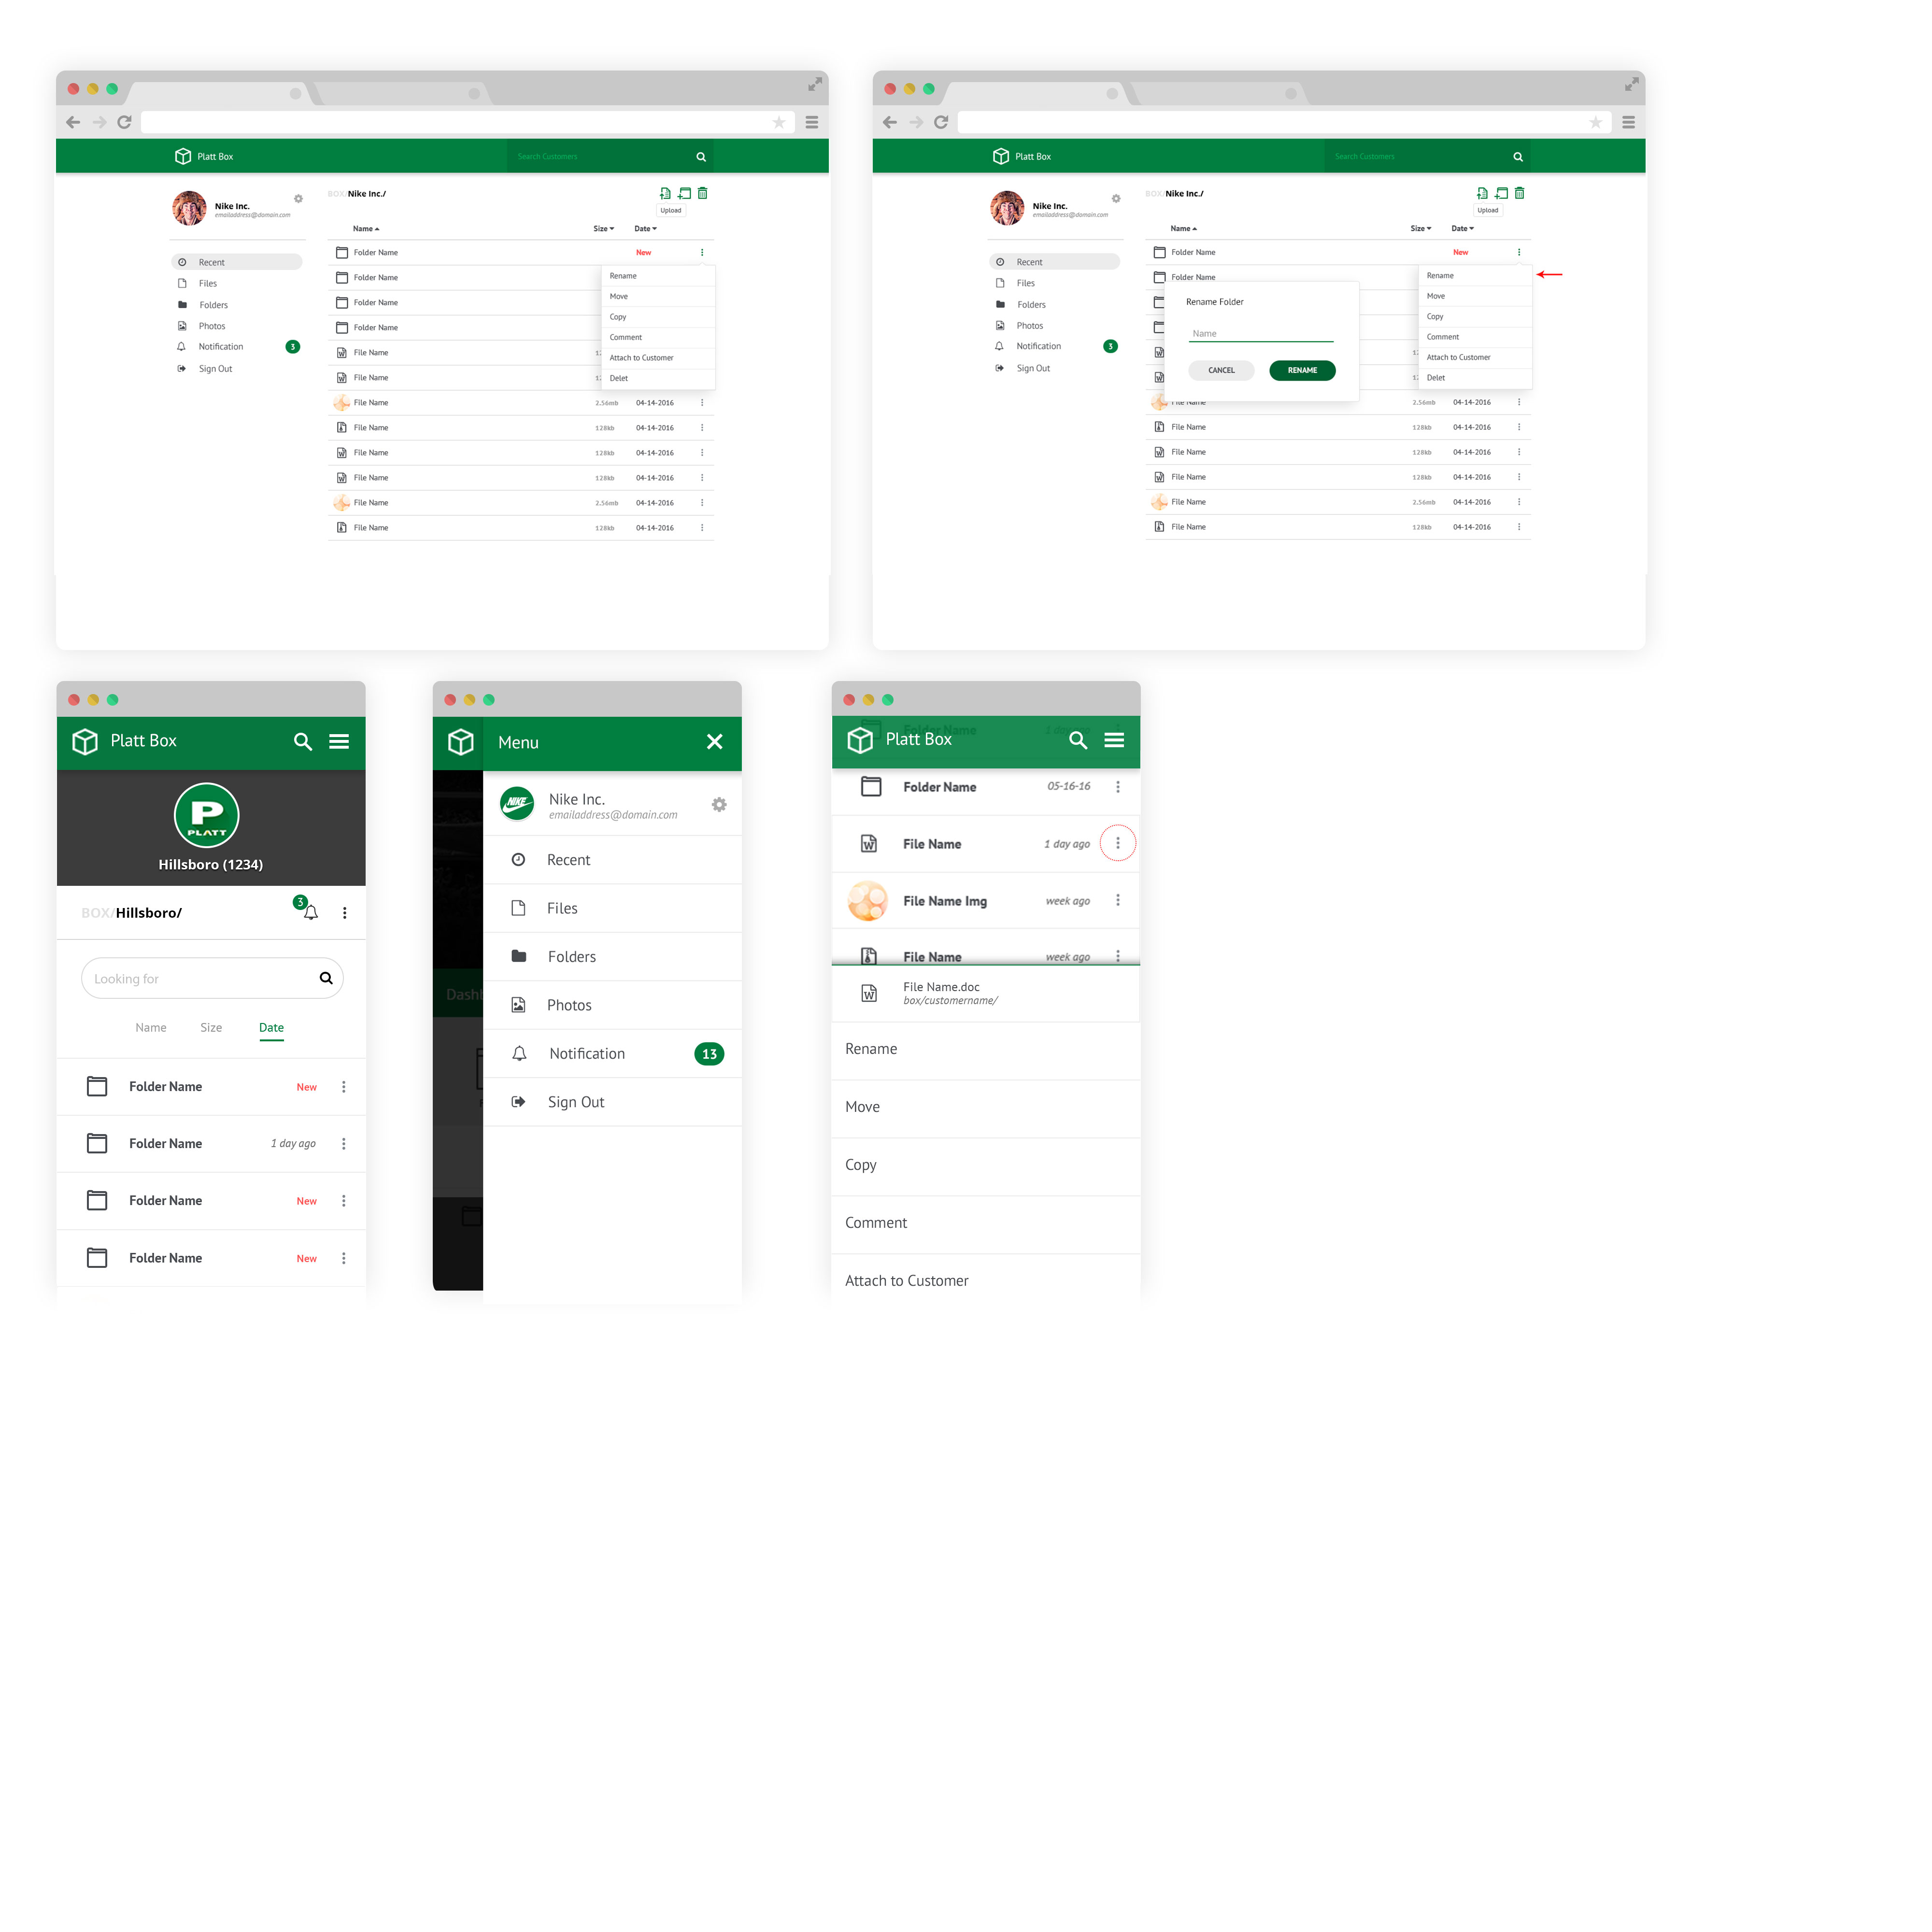 Platt Box
Search Customers
Nike Inc.
emailaddress@domain.com
Recent
Files
Folders
Photos
Notification 3
Sign Out
BOX/Nike Inc./
Upload
Name Size Date
Folder Name New
Folder Name
Folder Name
Folder Name
File Name
File Name
File Name 2.56mb 04-14-2016
File Name 128kb 04-14-2016
File Name 128kb 04-14-2016
File Name 128kb 04-14-2016
File Name 2.56mb 04-14-2016
File Name 128kb 04-14-2016
Rename
Move
Copy
Comment
Attach to Customer
Delet
Platt Box
Search Customers
Nike Inc.
emailaddress@domain.com
Recent
Files
Folders
Photos
Notification 3
Sign Out
BOX/Nike Inc./
Upload
Name Size Date
Folder Name New
Folder Name
Rename Folder
Name
CANCEL RENAME
Rename
Move
Copy
Comment
Attach to Customer
Delet
File Name 2.56mb 04-14-2016
File Name 128kb 04-14-2016
File Name 128kb 04-14-2016
File Name 128kb 04-14-2016
File Name 2.56mb 04-14-2016
File Name 128kb 04-14-2016
Platt Box
P
PLATT
Hillsboro (1234)
BOX/Hillsboro/ 3
Looking for
Name Size Date
Folder Name New
Folder Name 1 day ago
Folder Name New
Folder Name New
Menu
NIKE
Nike Inc.
emailaddress@domain.com
Recent
Files
Folders
Photos
Notification 13
Sign Out
Folder Name 1 day ago
Platt Box
Folder Name 05-16-16
File Name 1 day ago
File Name Img week ago
File Name week ago
File Name.doc
box/customername/
Rename
Move
Copy
Comment
Attach to Customer